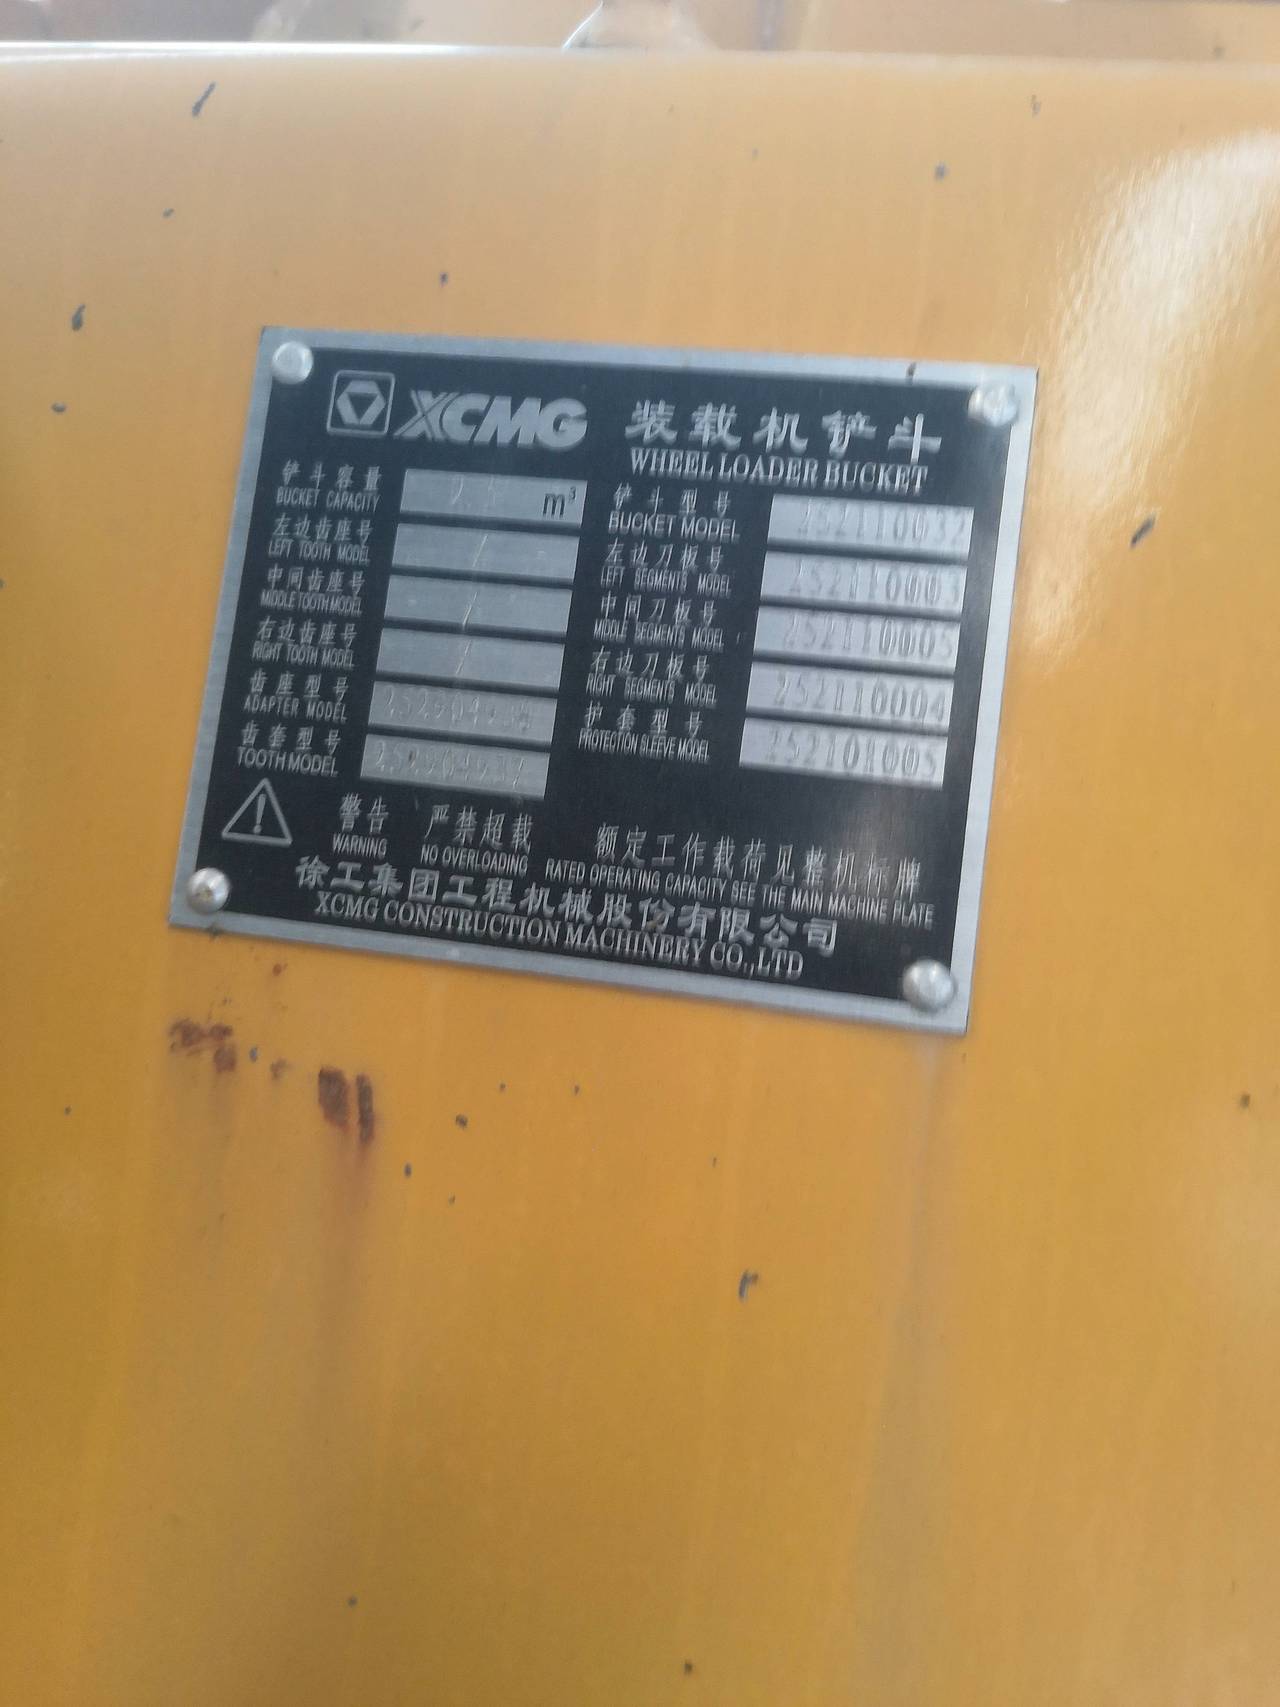 XCMG 装载机铲斗
WHEEL LOADER BUCKET
铲斗容量 m³
BUCKET CAPACITY
左边齿座号 /
LEFT TOOTH MODEL
中间齿座号 /
MIDDLE TOOTH MODEL
右边齿座号 /
RIGHT TOOTH MODEL
齿座型号
ADAPTER MODEL
齿套型号
TOOTH MODEL
铲斗型号 252110032
BUCKET MODEL
左边刀板号 252110003
LEFT SEGMENTS MODEL
中间刀板号 252110005
MIDDLE SEGMENTS MODEL
右边刀板号 252110004
RIGHT SEGMENTS MODEL
护套型号 252101005
PROTECTION SLEEVE MODEL
警告 严禁超载 额定工作载荷见整机标牌
WARNING NO OVERLOADING RATED OPERATING CAPACITY SEE THE MAIN MACHINE PLATE
徐工集团工程机械股份有限公司
XCMG CONSTRUCTION MACHINERY CO.,LTD